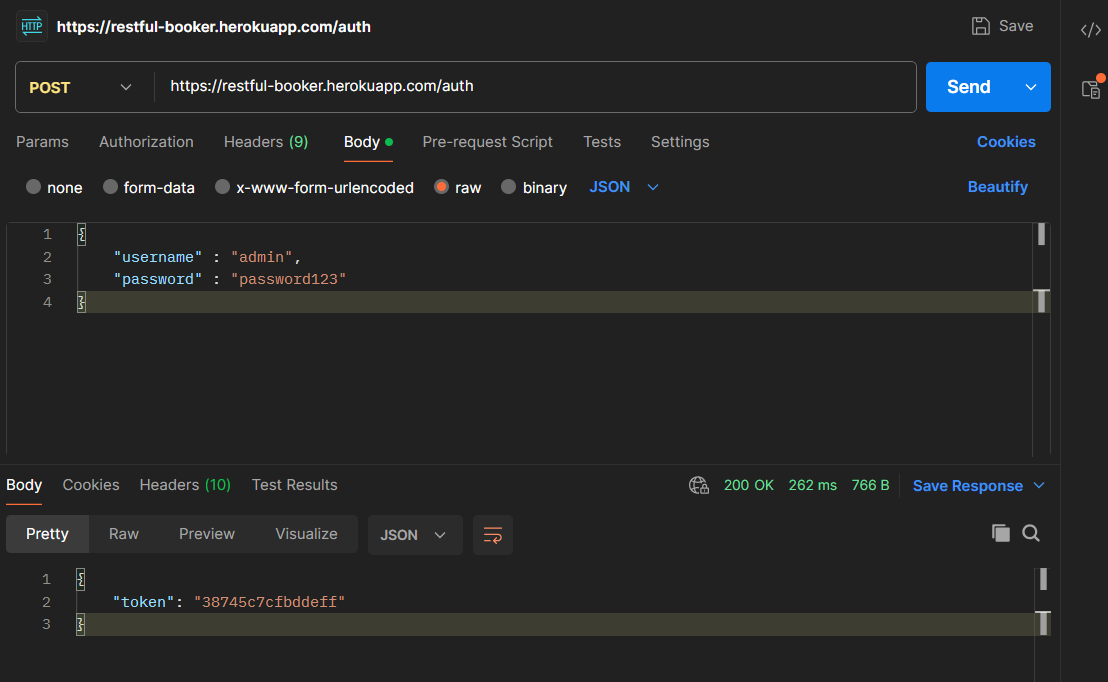 HTTP https://restful-booker.herokuapp.com/auth Save
POST https://restful-booker.herokuapp.com/auth Send
Params Authorization Headers (9) Body Pre-request Script Tests Settings Cookies
none form-data x-www-form-urlencoded raw binary JSON Beautify
1 {
2 "username" : "admin",
3 "password" : "password123"
4 }
Body Cookies Headers (10) Test Results 200 OK 262 ms 766 B Save Response
Pretty Raw Preview Visualize JSON
1 {
2 "token": "38745c7cfbddeff"
3 }